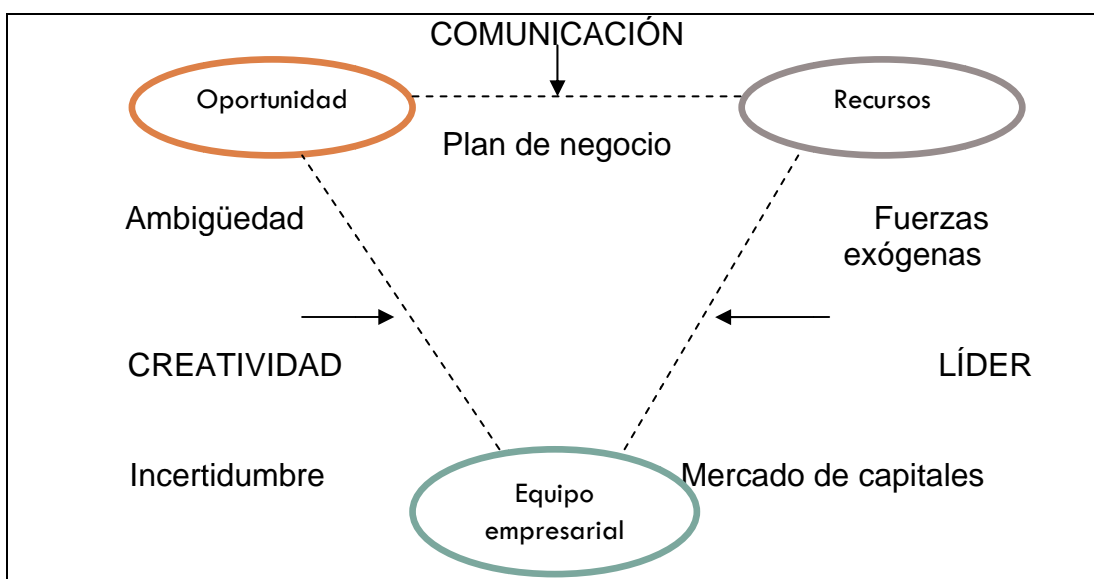 COMUNICACIÓN
Oportunidad
Recursos
Plan de negocio
Ambigüedad
Fuerzas
exógenas
CREATIVIDAD
LÍDER
Incertidumbre
Mercado de capitales
Equipo
empresarial